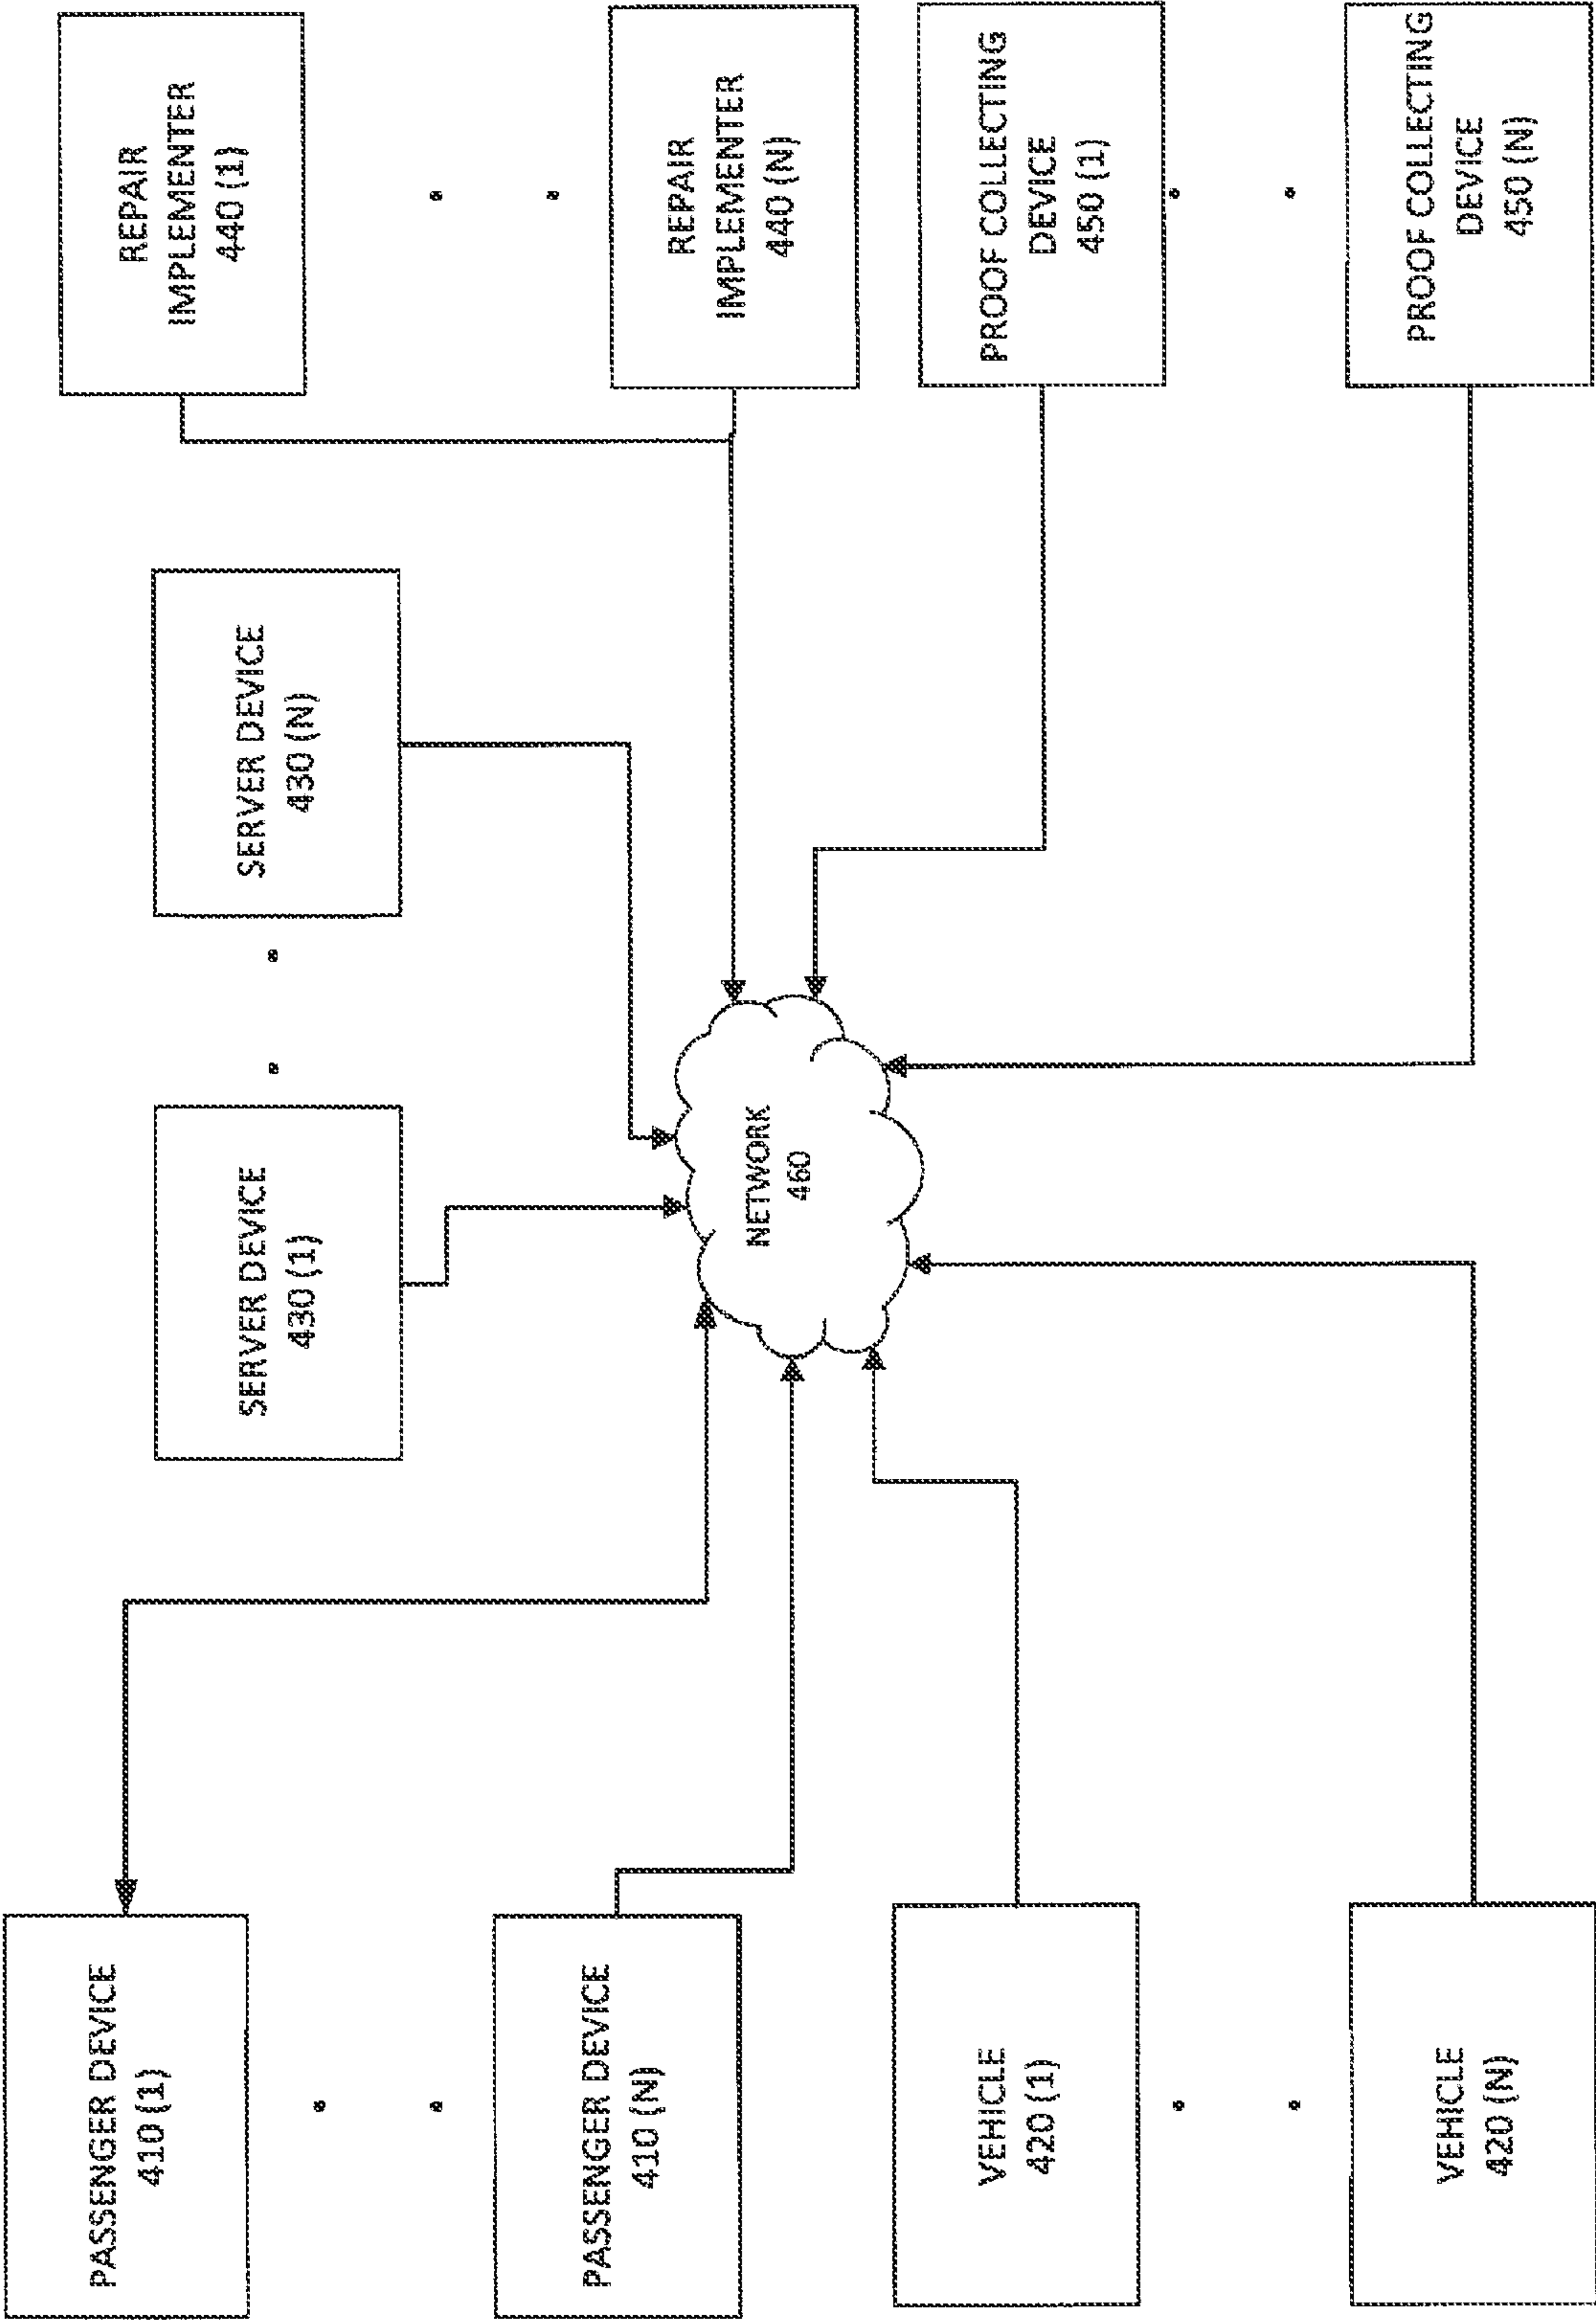 PASSENGER DEVICE
410 (1)
PASSENGER DEVICE
410 (N)
VEHICLE
420 (1)
VEHICLE
420 (N)
SERVER DEVICE
430 (1)
SERVER DEVICE
430 (N)
NETWORK
460
REPAIR
IMPLEMENTER
440 (1)
REPAIR
IMPLEMENTER
440 (N)
PROOF COLLECTING
DEVICE
450 (1)
PROOF COLLECTING
DEVICE
450 (N)